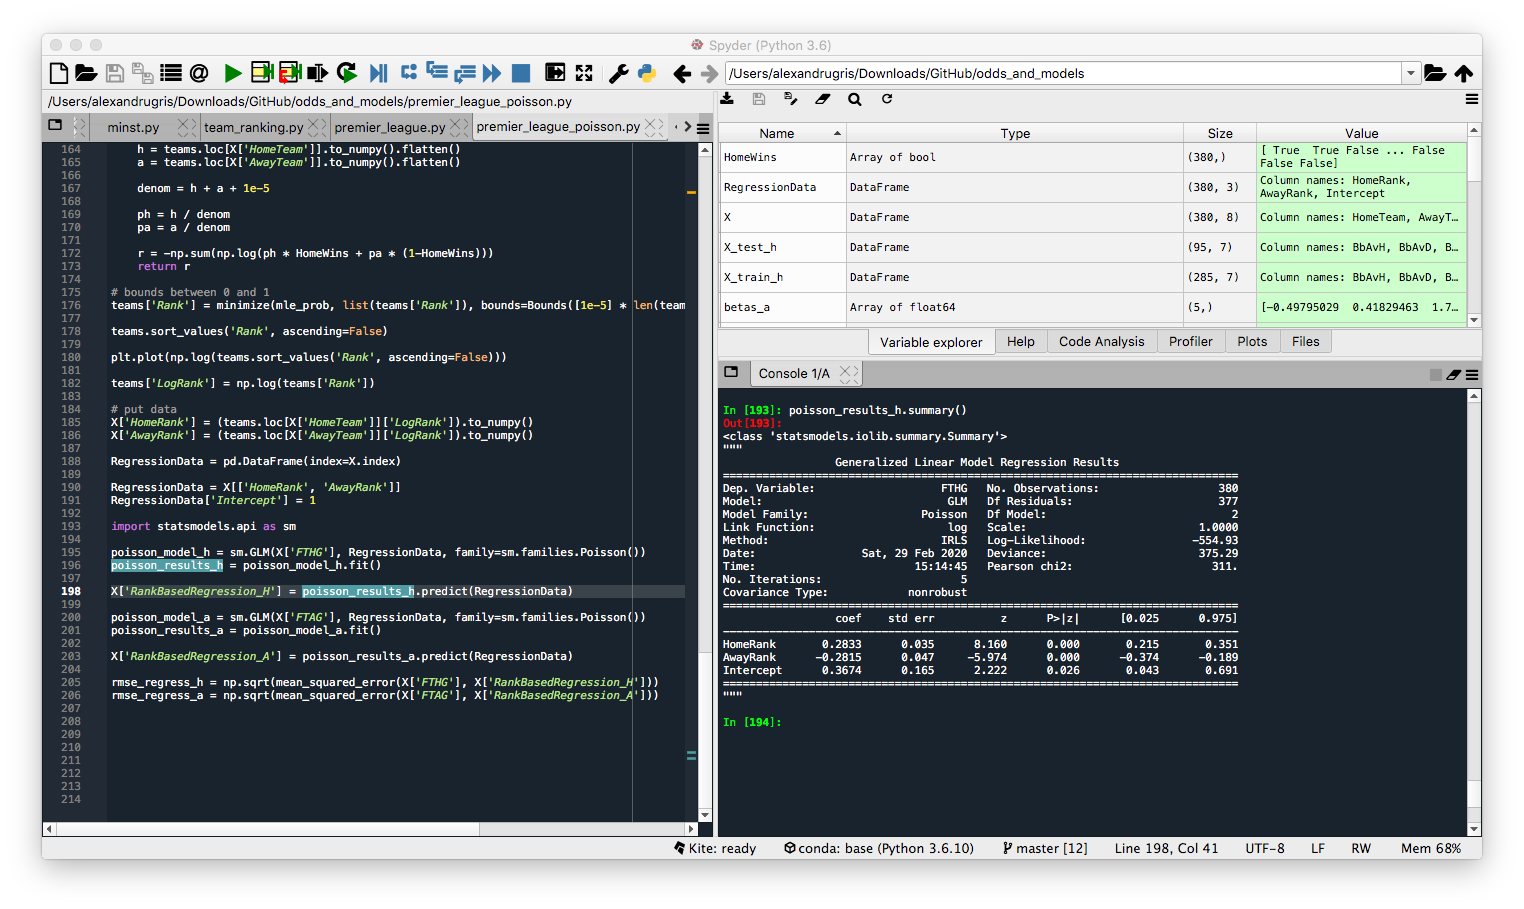 Spyder (Python 3.6)
/Users/alexandrugris/Downloads/GitHub/odds_and_models
/Users/alexandrugris/Downloads/GitHub/odds_and_models/premier_league_poisson.py
minst.py team_ranking.py premier_league.py premier_league_poisson.py
164 h = teams.loc[X['HomeTeam']].to_numpy().flatten()
165 a = teams.loc[X['AwayTeam']].to_numpy().flatten()
166
167 denom = h + a + 1e-5
168
169 ph = h / denom
170 pa = a / denom
171
172 r = -np.sum(np.log(ph * HomeWins + pa * (1-HomeWins)))
173 return r
174
175 # bounds between 0 and 1
176 teams['Rank'] = minimize(mle_prob, list(teams['Rank']), bounds=Bounds([1e-5] * len(team
177
178 teams.sort_values('Rank', ascending=False)
179
180 plt.plot(np.log(teams.sort_values('Rank', ascending=False)))
181
182 teams['LogRank'] = np.log(teams['Rank'])
183
184 # put data
185 X['HomeRank'] = (teams.loc[X['HomeTeam']]['LogRank']).to_numpy()
186 X['AwayRank'] = (teams.loc[X['AwayTeam']]['LogRank']).to_numpy()
187
188 RegressionData = pd.DataFrame(index=X.index)
189
190 RegressionData = X[['HomeRank', 'AwayRank']]
191 RegressionData['Intercept'] = 1
192
193 import statsmodels.api as sm
194
195 poisson_model_h = sm.GLM(X['FTHG'], RegressionData, family=sm.families.Poisson())
196 poisson_results_h = poisson_model_h.fit()
197
198 X['RankBasedRegression_H'] = poisson_results_h.predict(RegressionData)
199
200 poisson_model_a = sm.GLM(X['FTAG'], RegressionData, family=sm.families.Poisson())
201 poisson_results_a = poisson_model_a.fit()
202
203 X['RankBasedRegression_A'] = poisson_results_a.predict(RegressionData)
204
205 rmse_regress_h = np.sqrt(mean_squared_error(X['FTHG'], X['RankBasedRegression_H']))
206 rmse_regress_a = np.sqrt(mean_squared_error(X['FTAG'], X['RankBasedRegression_A']))
207
208
209
210
211
212
213
214
Name Type Size Value
HomeWins Array of bool (380,) [ True True False ... False
False False]
RegressionData DataFrame (380, 3) Column names: HomeRank,
AwayRank, Intercept
X DataFrame (380, 8) Column names: HomeTeam, AwayT…
X_test_h DataFrame (95, 7) Column names: BbAvH, BbAvD, B…
X_train_h DataFrame (285, 7) Column names: BbAvH, BbAvD, B…
betas_a Array of float64 (5,) [-0.49795029 0.41829463 1.7…
Variable explorer Help Code Analysis Profiler Plots Files
Console 1/A
In [193]: poisson_results_h.summary()
Out[193]:
<class 'statsmodels.iolib.summary.Summary'>
"""
Generalized Linear Model Regression Results
==============================================================================
Dep. Variable: FTHG No. Observations: 380
Model: GLM Df Residuals: 377
Model Family: Poisson Df Model: 2
Link Function: log Scale: 1.0000
Method: IRLS Log-Likelihood: -554.93
Date: Sat, 29 Feb 2020 Deviance: 375.29
Time: 15:14:45 Pearson chi2: 311.
No. Iterations: 5
Covariance Type: nonrobust
==============================================================================
coef std err z P>|z| [0.025 0.975]
------------------------------------------------------------------------------
HomeRank 0.2833 0.035 8.160 0.000 0.215 0.351
AwayRank -0.2815 0.047 -5.974 0.000 -0.374 -0.189
Intercept 0.3674 0.165 2.222 0.026 0.043 0.691
==============================================================================
"""
In [194]:
Kite: ready conda: base (Python 3.6.10) master [12] Line 198, Col 41 UTF-8 LF RW Mem 68%